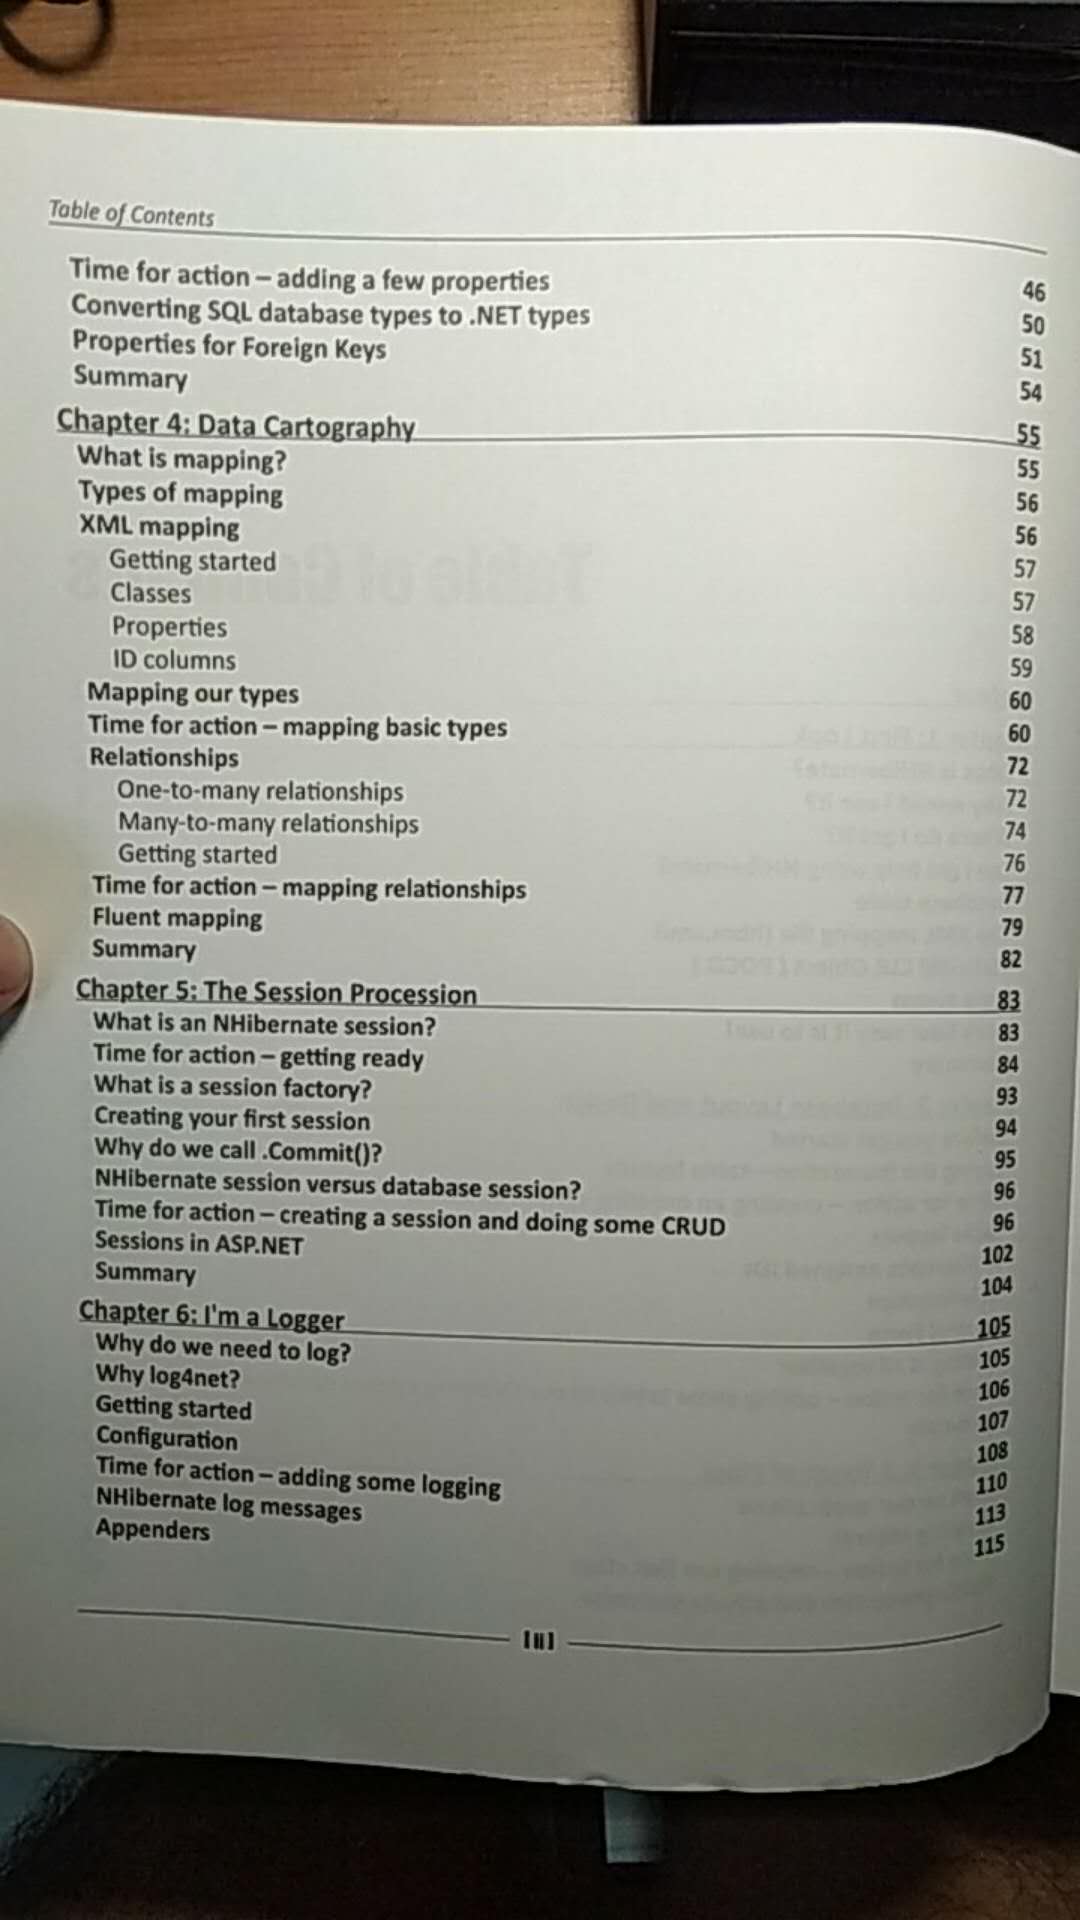 Table of Contents
Time for action – adding a few properties 46
Converting SQL database types to .NET types 50
Properties for Foreign Keys 51
Summary 54
Chapter 4: Data Cartography 55
What is mapping? 55
Types of mapping 56
XML mapping 56
Getting started 57
Classes 57
Properties 58
ID columns 59
Mapping our types 60
Time for action – mapping basic types 60
Relationships 72
One-to-many relationships 72
Many-to-many relationships 74
Getting started 76
Time for action – mapping relationships 77
Fluent mapping 79
Summary 82
Chapter 5: The Session Procession 83
What is an NHibernate session? 83
Time for action – getting ready 84
What is a session factory? 93
Creating your first session 94
Why do we call .Commit()? 95
NHibernate session versus database session? 96
Time for action – creating a session and doing some CRUD 96
Sessions in ASP.NET 102
Summary 104
Chapter 6: I'm a Logger 105
Why do we need to log? 105
Why log4net? 106
Getting started 107
Configuration 108
Time for action – adding some logging 110
NHibernate log messages 113
Appenders 115
[ii]